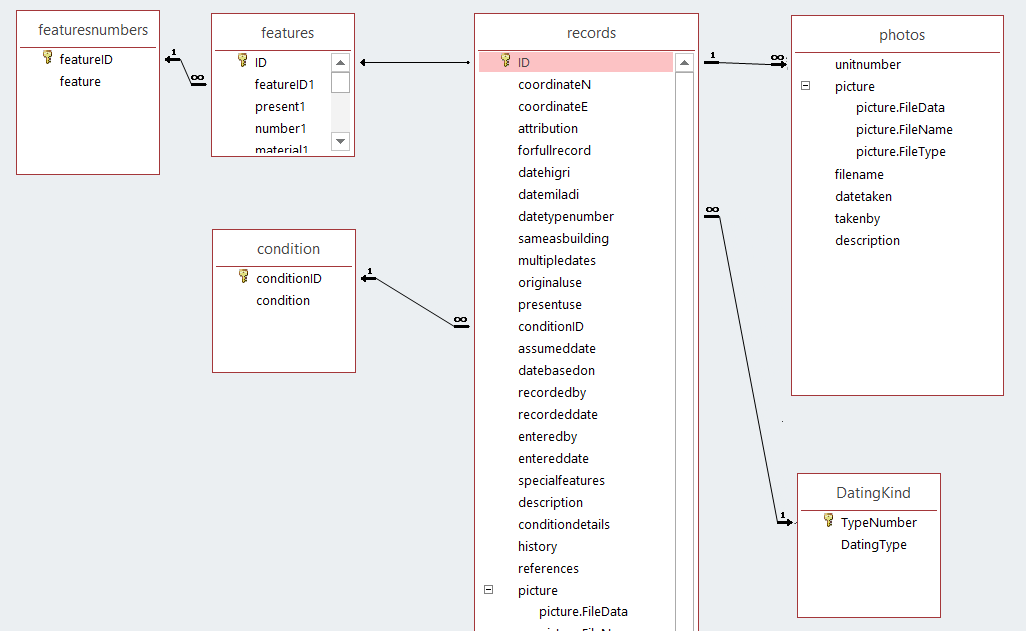 featuresnumbers
featureID
feature
features
ID
featureID1
present1
number1
material1
condition
conditionID
condition
records
ID
coordinateN
coordinateE
attribution
forfullrecord
datehigri
datemiladi
datetypenumber
sameasbuilding
multipledates
originaluse
presentuse
conditionID
assumeddate
datebasedon
recordedby
recordeddate
enteredby
entereddate
specialfeatures
description
conditiondetails
history
references
picture
picture.FileData
photos
unitnumber
picture
picture.FileData
picture.FileName
picture.FileType
filename
datetaken
takenby
description
DatingKind
TypeNumber
DatingType
1
∞
1
∞
1
∞
∞
1